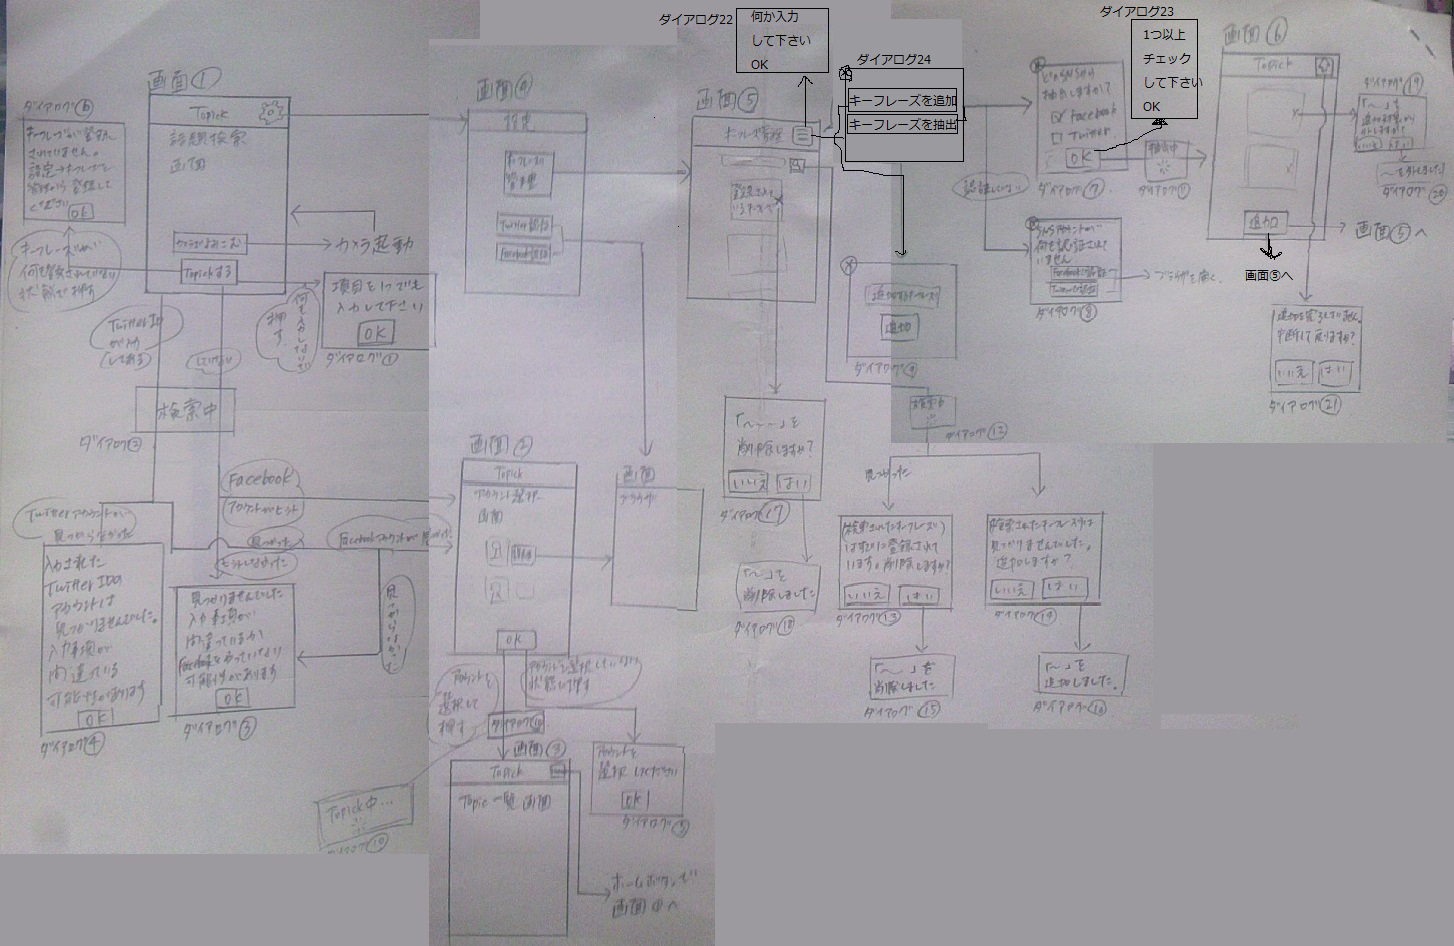 画面①
Topick
話題検索
画面
カメラでよみこむ
Topickする
カメラ起動
ダイアログ⑥
キーフレーズが登録
されていません。
設定→キーフレーズ
管理から登録して
ください
OK
キーフレーズが
何も登録されていない
状態で押す
項目を1つでも
入力して下さい
OK
ダイアログ①
何も入力しないで
押す
Twitter IDが入力
してある
していない
検索中
ダイアログ②
Twitterアカウントが
見つからなかった
入力された
Twitter IDの
アカウントは
見つかりませんでした。
入力事項が
間違っている
可能性があります
OK
ダイアログ④
Facebook
アカウントがヒット
見つかった
ヒットしなかった
見つかりませんでした
入力事項が
間違っているか
可能性があります
OK
ダイアログ③
Facebookアカウントが見つかった
見つからなかった
Topick中…
画面④
設定
キーフレーズ
管理
Twitter認証
Facebook認証
画面②
Topick
アカウント選択
画面
OK
画面
ブラウザ
アカウントを
選択して
押す
アカウントを選択していない
状態で押す
ダイアログ⑩
画面③
Topick
Topic一覧画面
アカウントを
選択してください
OK
ホームボタンで
画面①へ
ダイアログ22
何か入力
して下さい
OK
画面⑤
キーフレーズ管理
ダイアログ24
キーフレーズを追加
キーフレーズを抽出
追加するキーフレーズ
追加
ダイアログ⑨
「～～～」を
削除しますか?
いいえ
はい
ダイアログ⑰
「～」を
削除しました
ダイアログ⑱
検索中
ダイアログ⑫
見つかった
(検索されたキーフレーズ)
は既に登録されて
います。削除しますか?
いいえ
はい
ダイアログ⑬
「～」を
削除しました
ダイアログ⑮
検索されたキーフレーズは
見つかりませんでした。
追加しますか?
いいえ
はい
ダイアログ⑭
「～」を
追加しました。
ダイアログ⑯
どのSNSから
抽出しますか?
Facebook
Twitter
OK
ダイアログ⑦
認証していない
SNSアカウントが
何も認証されて
いません
Facebook認証
Twitter認証
ダイアログ⑧
ブラウザを開く
ダイアログ23
1つ以上
チェック
して下さい
OK
抽出中
ダイアログ⑪
画面⑥
Topick
追加
画面⑤へ
画面⑤へ
ダイアログ⑲
「～」を
いいえ
はい
～を外しました
ダイアログ⑳
追加を完了していません。
中断して戻りますか?
いいえ
はい
ダイアログ㉑